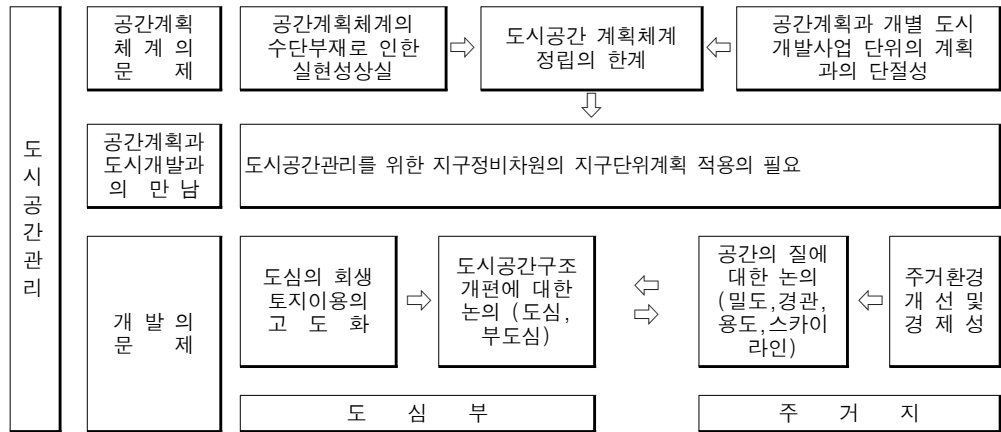 도
시
공
간
관
리
공간계획
체 계 의
문 제
공간계획체계의
수단부재로 인한
실현성상실
⇨
도시공간 계획체계
정립의 한계
⇦
공간계획과 개별 도시
개발사업 단위의 계획
과의 단절성
⇩
공간계획과
도시개발과
의 만 남
도시공간관리를 위한 지구정비차원의 지구단위계획 적용의 필요
개 발 의
문 제
도심의 회생
토지이용의
고 도 화
⇨
도시공간구조
개편에 대한
논의 (도심,
부도심)
⇦
⇨
공간의 질에
대한 논의
(밀도,경관,
용도,스카이
라인)
⇦
주거환경
개 선 및
경 제 성
도 심 부
주 거 지